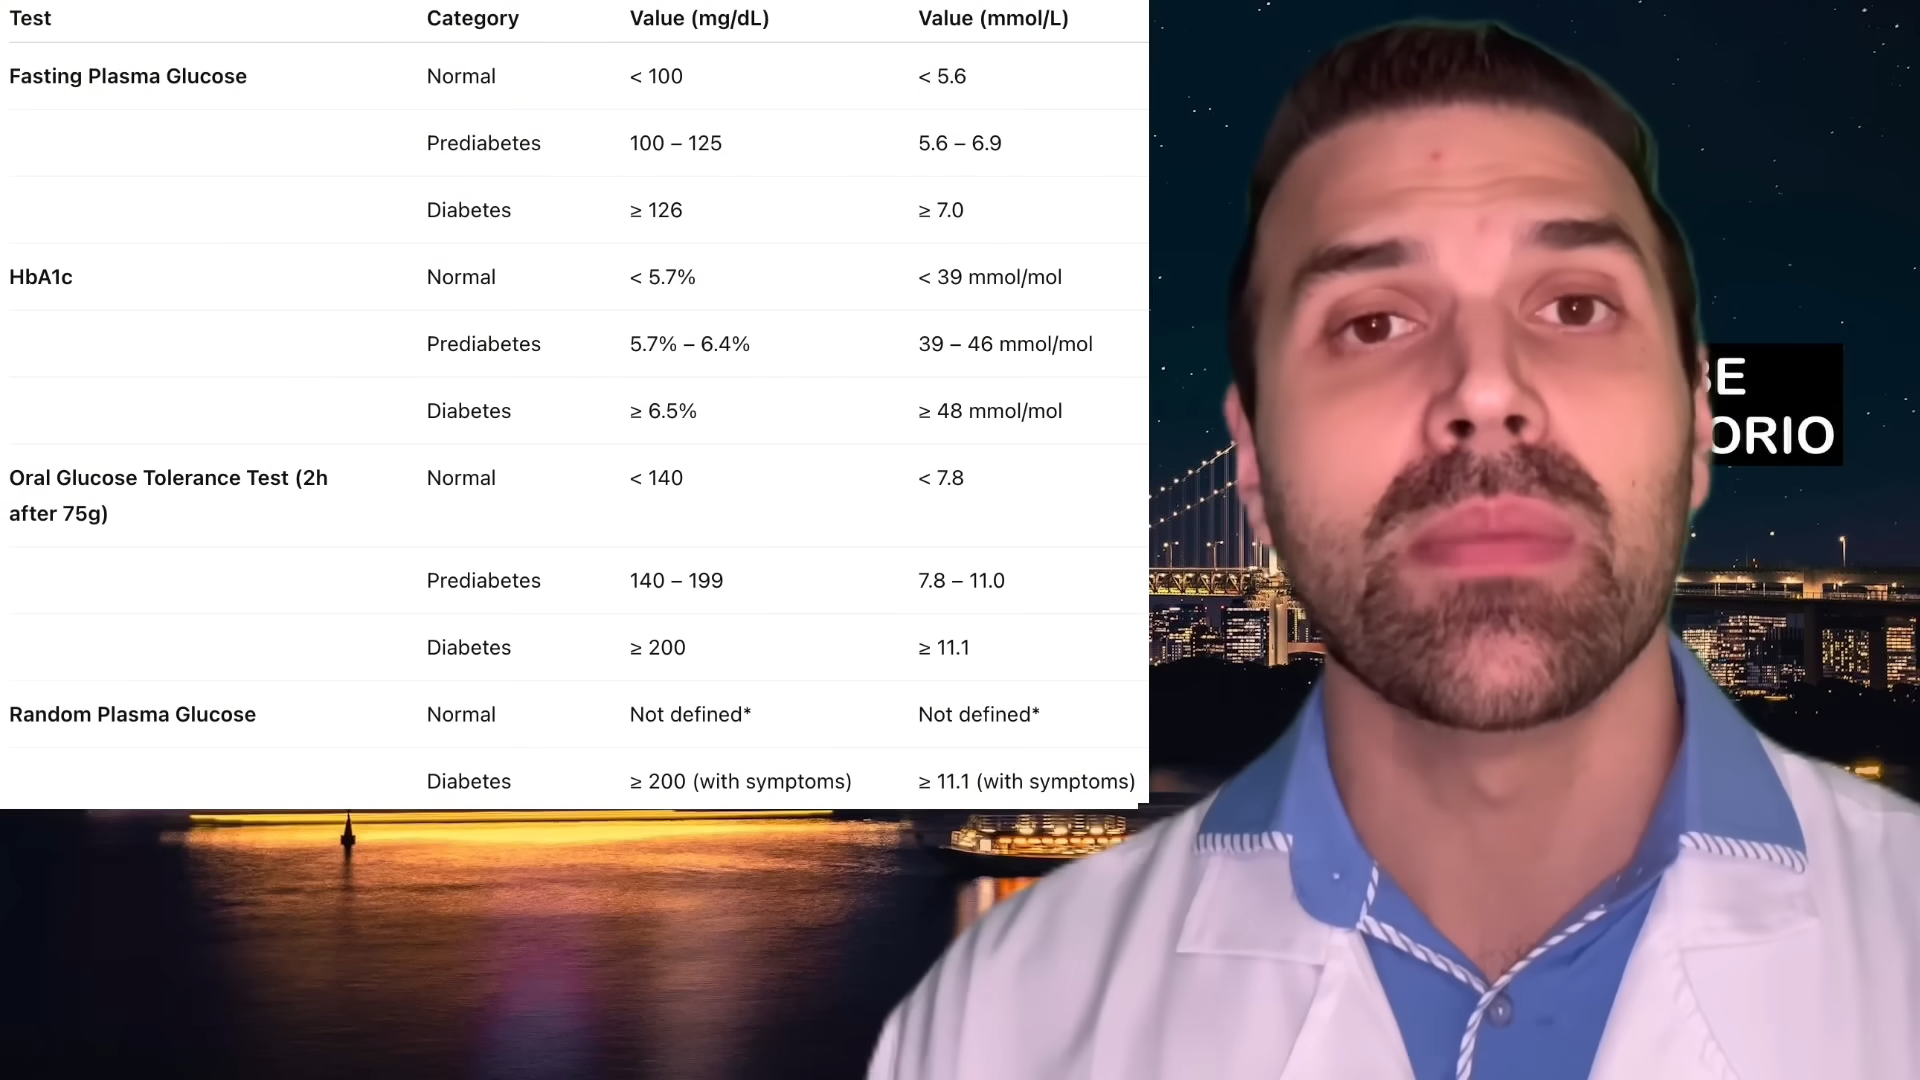 Test Category Value (mg/dL) Value (mmol/L)
Fasting Plasma Glucose Normal < 100 < 5.6
Prediabetes 100 – 125 5.6 – 6.9
Diabetes ≥ 126 ≥ 7.0
HbA1c Normal < 5.7% < 39 mmol/mol
Prediabetes 5.7% – 6.4% 39 – 46 mmol/mol
Diabetes ≥ 6.5% ≥ 48 mmol/mol
Oral Glucose Tolerance Test (2h Normal < 140 < 7.8
after 75g)
Prediabetes 140 – 199 7.8 – 11.0
Diabetes ≥ 200 ≥ 11.1
Random Plasma Glucose Normal Not defined* Not defined*
Diabetes ≥ 200 (with symptoms) ≥ 11.1 (with symptoms)